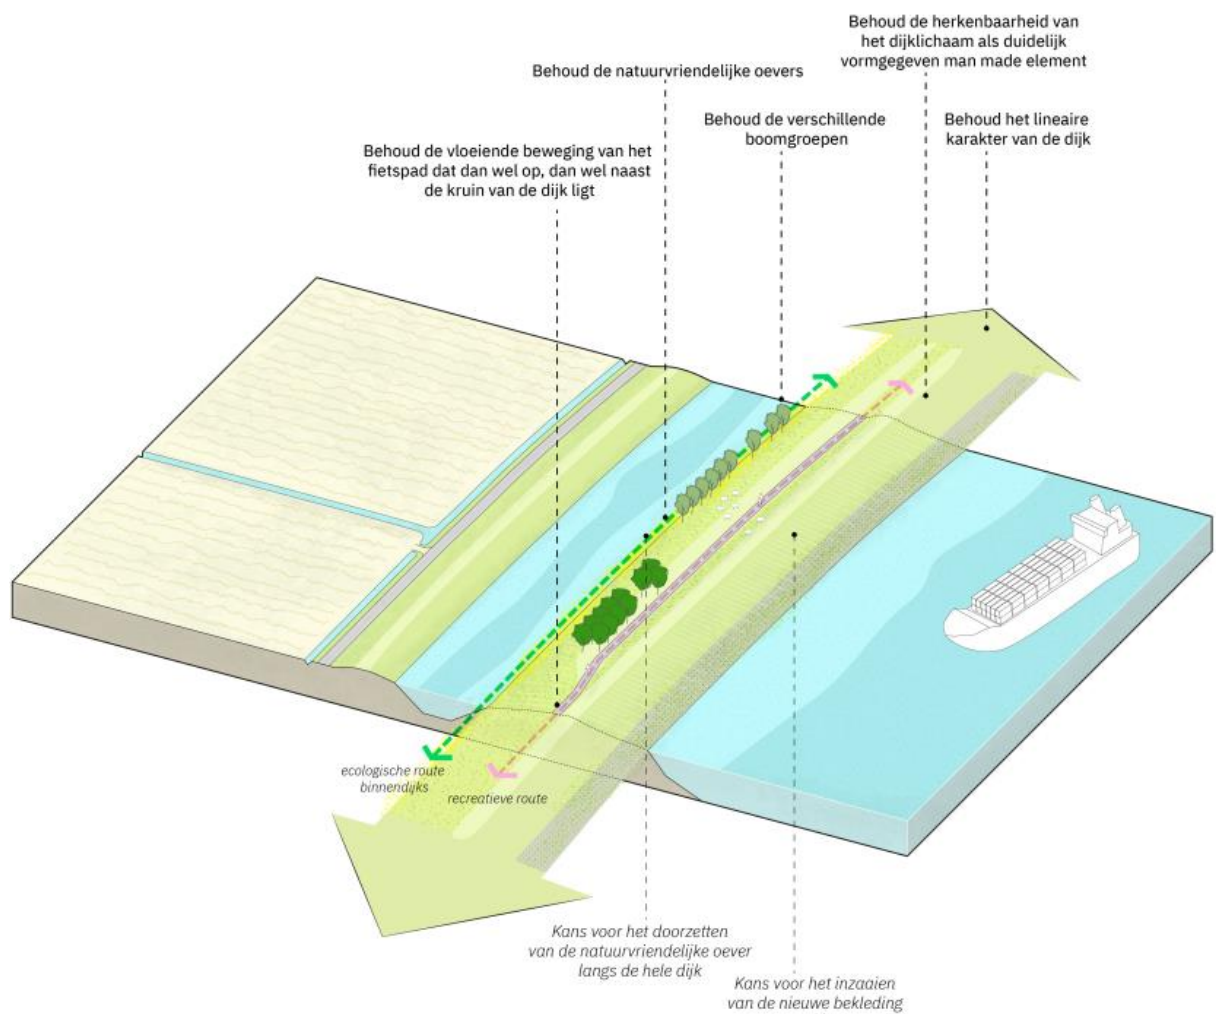 Behoud de herkenbaarheid van
het dijklichaam als duidelijk
vormgegeven man made element
Behoud de natuurvriendelijke oevers
Behoud de verschillende
boomgroepen
Behoud het lineaire
karakter van de dijk
Behoud de vloeiende beweging van het
fietspad dat dan wel op, dan wel naast
de kruin van de dijk ligt
ecologische route
binnendijks
recreatieve route
Kans voor het doorzetten
van de natuurvriendelijke oever
langs de hele dijk
Kans voor het inzaaien
van de nieuwe bekleding